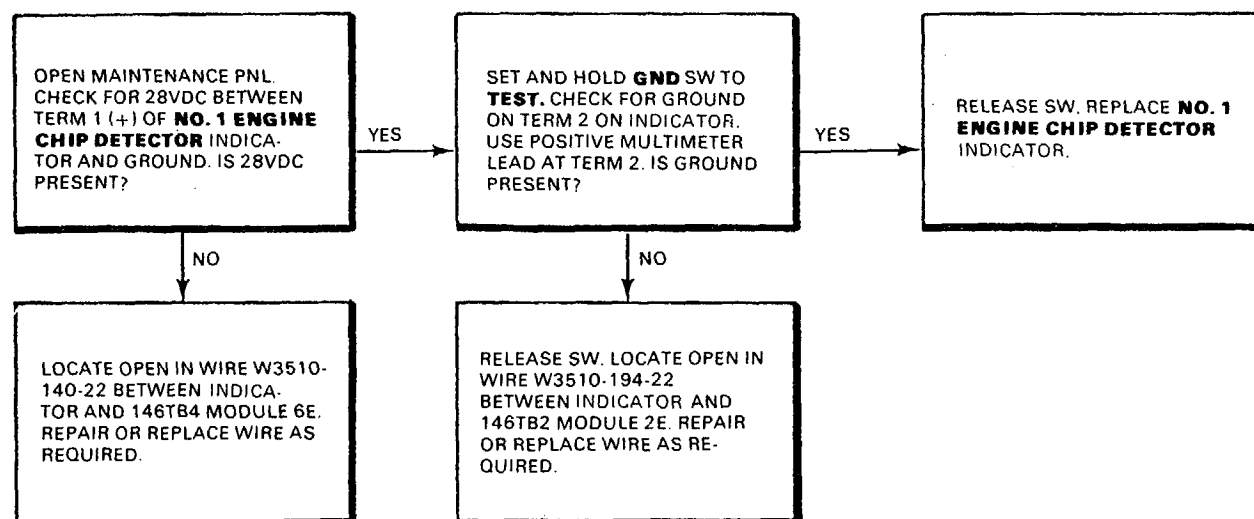 OPEN MAINTENANCE PNL.
CHECK FOR 28VDC BETWEEN
TERM 1 (+) OF NO. 1 ENGINE
CHIP DETECTOR INDICA-
TOR AND GROUND. IS 28VDC
PRESENT?
YES
SET AND HOLD GND SW TO
TEST. CHECK FOR GROUND
ON TERM 2 ON INDICATOR.
USE POSITIVE MULTIMETER
LEAD AT TERM 2. IS GROUND
PRESENT?
YES
RELEASE SW. REPLACE NO. 1
ENGINE CHIP DETECTOR
INDICATOR.
NO
NO
LOCATE OPEN IN WIRE W3510-
140-22 BETWEEN INDICA-
TOR AND 146TB4 MODULE 6E.
REPAIR OR REPLACE WIRE AS
REQUIRED.
RELEASE SW. LOCATE OPEN IN
WIRE W3510-194-22
BETWEEN INDICATOR AND
146TB2 MODULE 2E. REPAIR
OR REPLACE WIRE AS RE-
QUIRED.